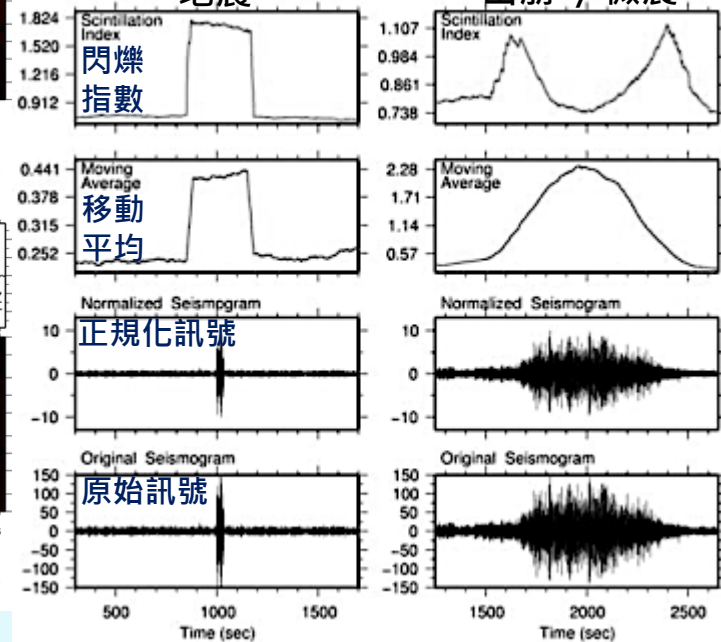 1.824
1.520
1.216
0.912
Scintillation
Index
閃爍
指數
1.107
0.984
0.861
0.738
Scintillation
Index
0.441
0.378
0.315
0.252
Moving
Average
移動
平均
2.28
1.71
1.14
0.57
Moving
Average
Normalized Seismogram
正規化訊號
10
0
−10
Normalized Seismogram
10
0
−10
Original Seismogram
原始訊號
150
100
50
0
−50
−100
−150
500 1000 1500
Time (sec)
Original Seismogram
150
100
50
0
−50
−100
−150
1500 2000 2500
Time (sec)